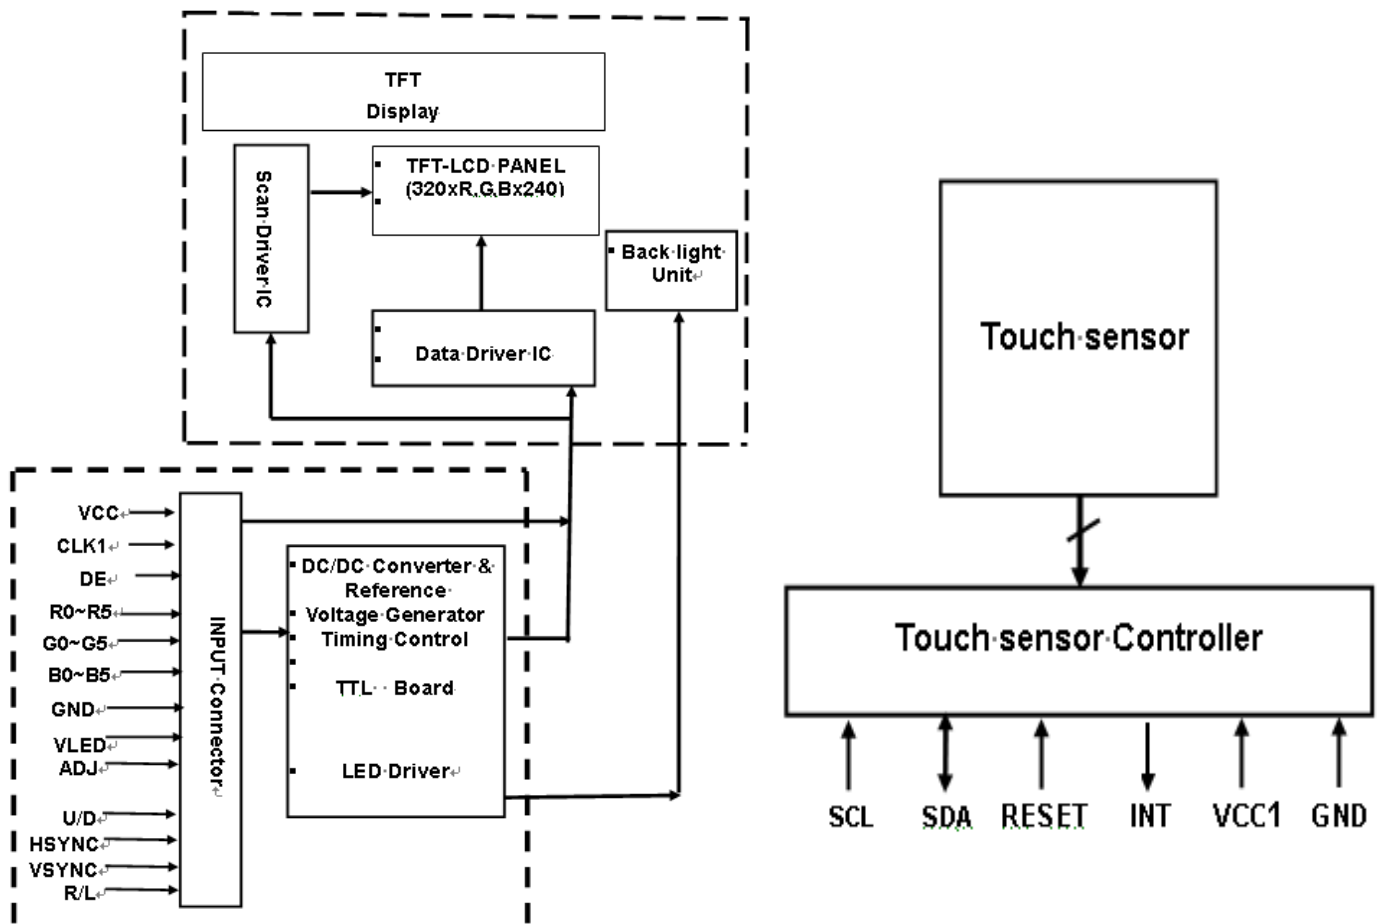 TFT
Display
Scan Driver IC
TFT-LCD PANEL
(320xR,G,Bx240)
Back light
Unit
Data Driver IC
VCC
CLK1
DE
R0~R5
G0~G5
B0~B5
GND
VLED
ADJ
U/D
HSYNC
VSYNC
R/L
INPUT Connector
DC/DC Converter &
Reference
Voltage Generator
Timing Control
TTL Board
LED Driver
Touch sensor
Touch sensor Controller
SCL SDA RESET INT VCC1 GND